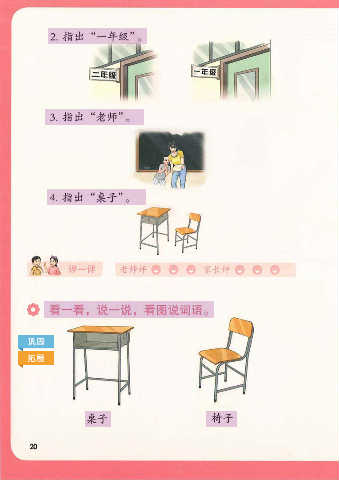 2. 指出“一年级”。
二年级
一年级
3. 指出“老师”。
4. 指出“桌子”。
评一评 老师评 家长评
看一看，说一说，看图说词语。
巩固
拓展
桌子 椅子
20